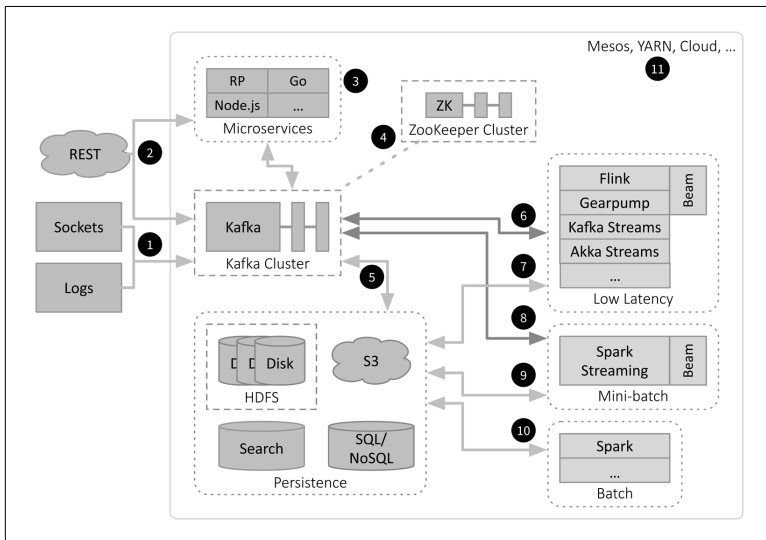 Mesos, YARN, Cloud, …
11
RP
Go
3
Node.js
...
Microservices
ZK
ZooKeeper Cluster
4
REST
2
Flink
Beam
Gearpump
Kafka Streams
Akka Streams
...
Low Latency
6
Sockets
1
Logs
Kafka
Kafka Cluster
5
7
8
D
D
Disk
HDFS
S3
Spark
Streaming
Beam
Mini-batch
9
Search
SQL/
NoSQL
Persistence
10
Spark
...
Batch